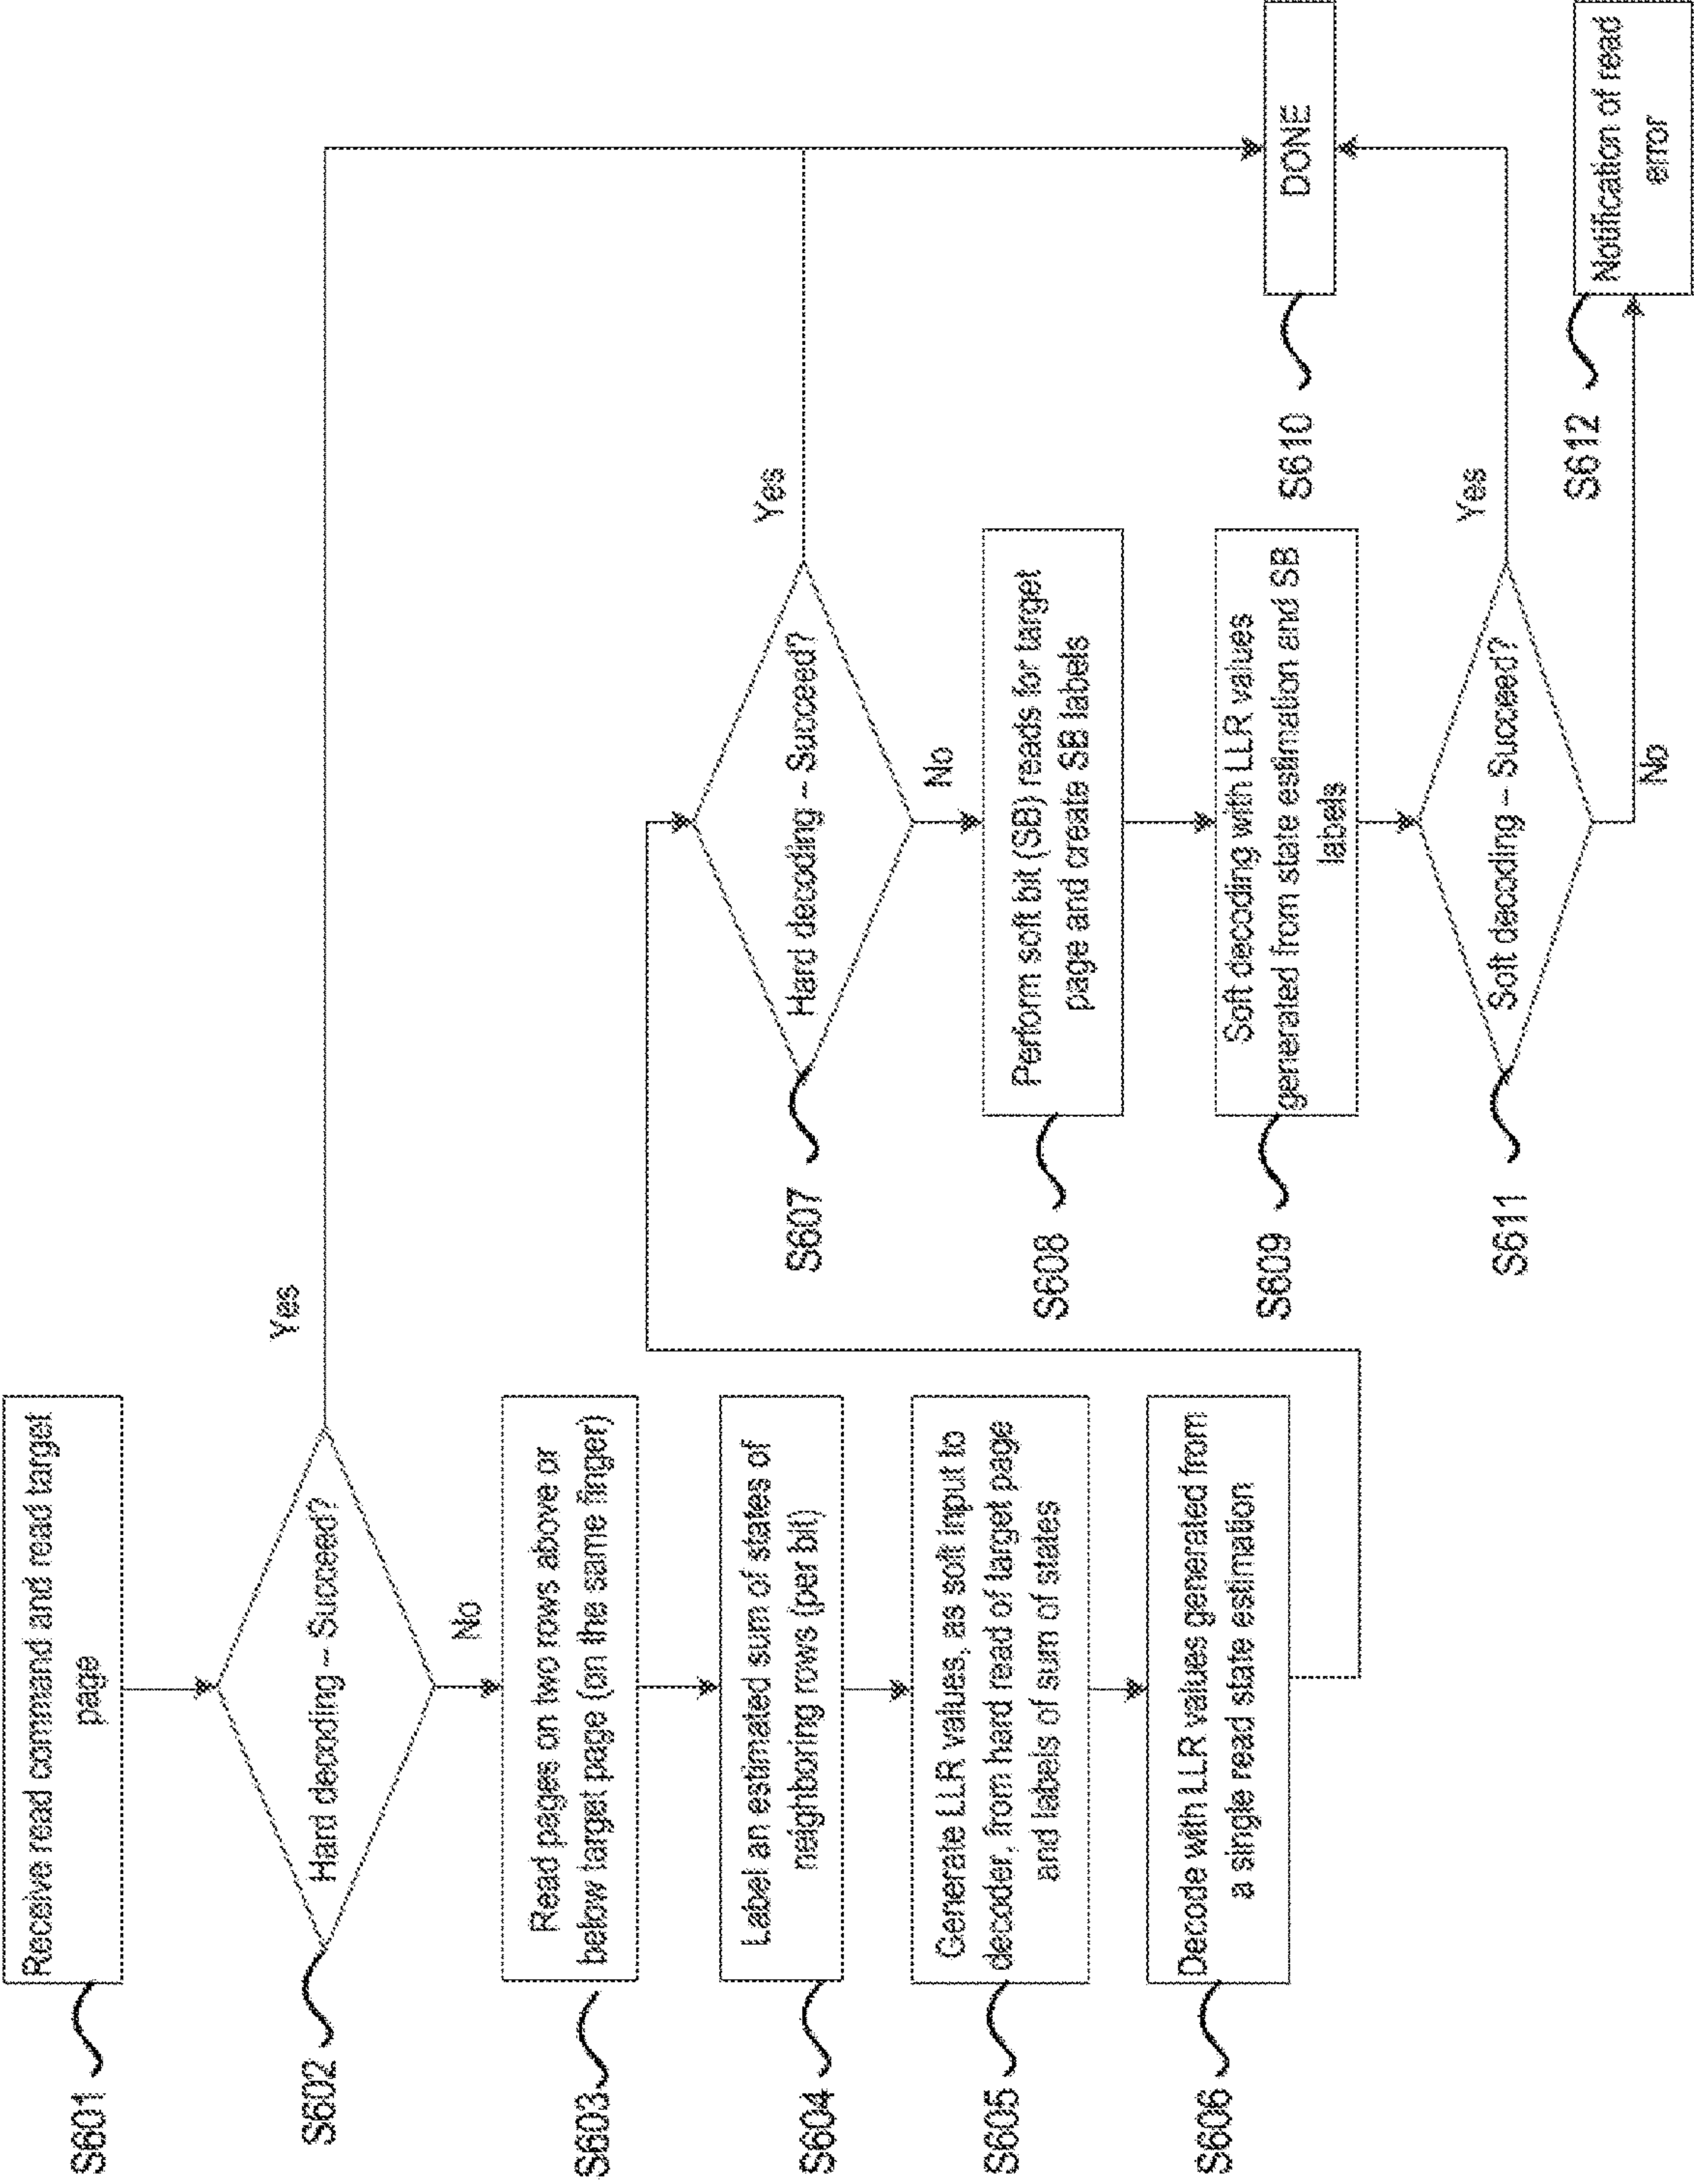 S601
Receive read command and read target
page
S602
Hard decoding – Succeed?
Yes
No
S603
Read pages on two rows above or
below target page (on the same finger)
S604
Label an estimated sum of states of
neighboring rows (per bit)
S605
Generate LLR values, as soft input to
decoder, from hard read of target page
and labels of sum of states
S606
Decode with LLR values generated from
a single read state estimation
S607
Hard decoding – Succeed?
Yes
No
S608
Perform soft bit (SB) reads for target
page and create SB labels
S609
Soft decoding with LLR values
generated from state estimation and SB
labels
S611
Soft decoding – Succeed?
Yes
No
S610
DONE
S612
Notification of read
error